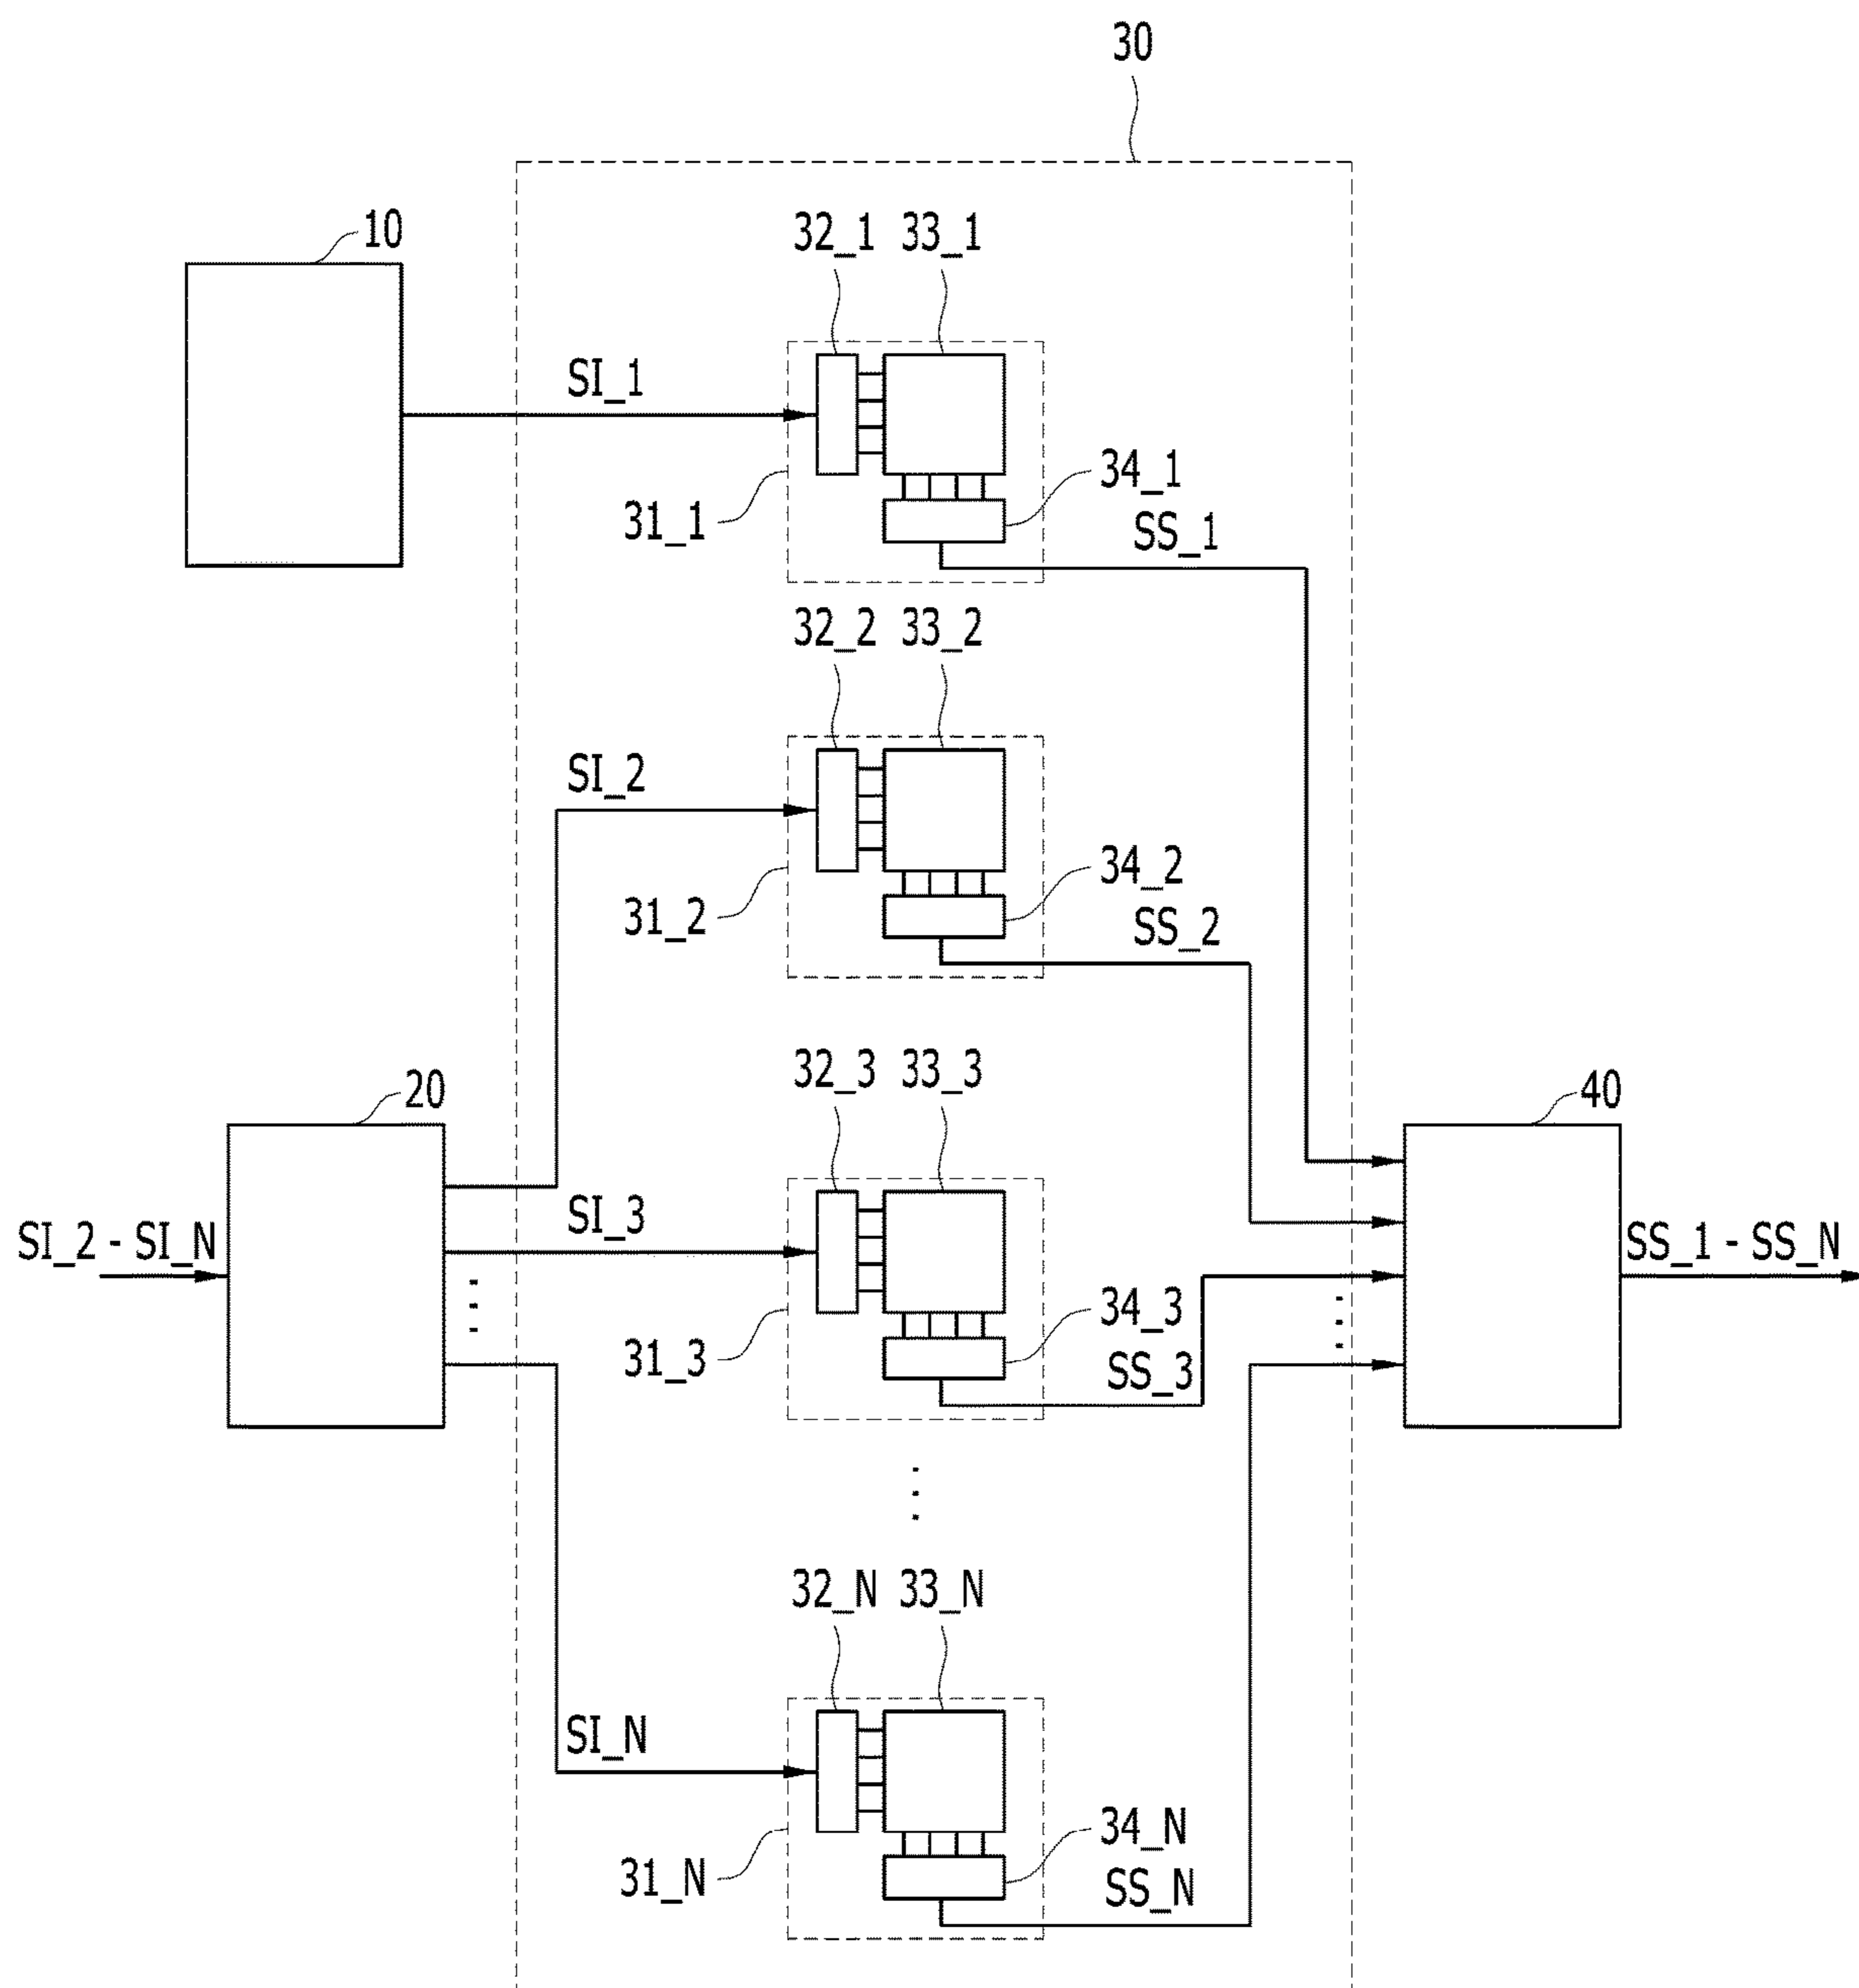 30
10
32_1 33_1
SI_1
34_1
31_1
SS_1
32_2 33_2
SI_2
34_2
31_2
SS_2
32_3 33_3
20
40
SI_3
SI_2 - SI_N
SS_1 - SS_N
34_3
31_3
SS_3
32_N 33_N
SI_N
34_N
31_N
SS_N